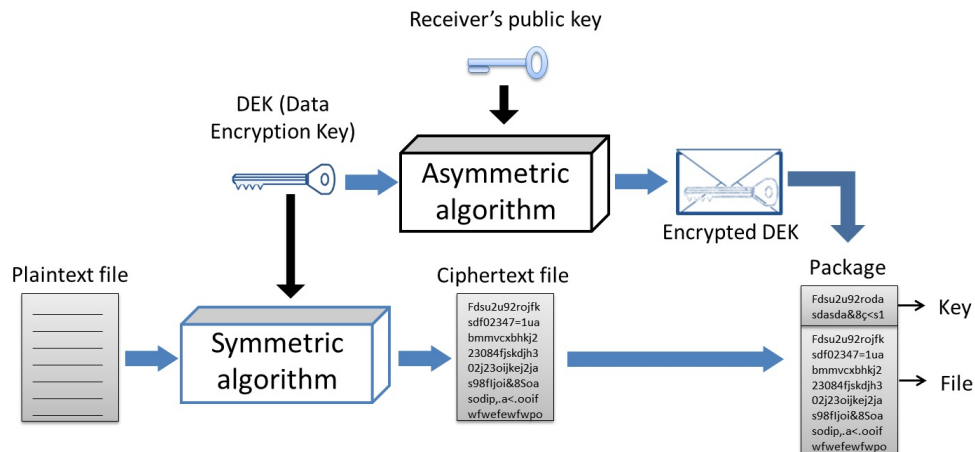 Receiver's public key
DEK (Data
Encryption Key)
Asymmetric
algorithm
Encrypted DEK
Plaintext file
Symmetric
algorithm
Ciphertext file
Fdsu2u92rojfk
sdf02347=1ua
bmmvcxbhkj2
23084fjskdjh3
02j23oijkej2ja
s98fIjoi&8Soa
sodip,.a<.ooif
wfwefewfwpo
Package
Fdsu2u92roda
sdasda&8ç<s1
Key
Fdsu2u92rojfk
sdf02347=1ua
bmmvcxbhkj2
23084fjskdjh3
02j23oijkej2ja
s98fIjoi&8Soa
sodip,.a<.ooif
wfwefewfwpo
File